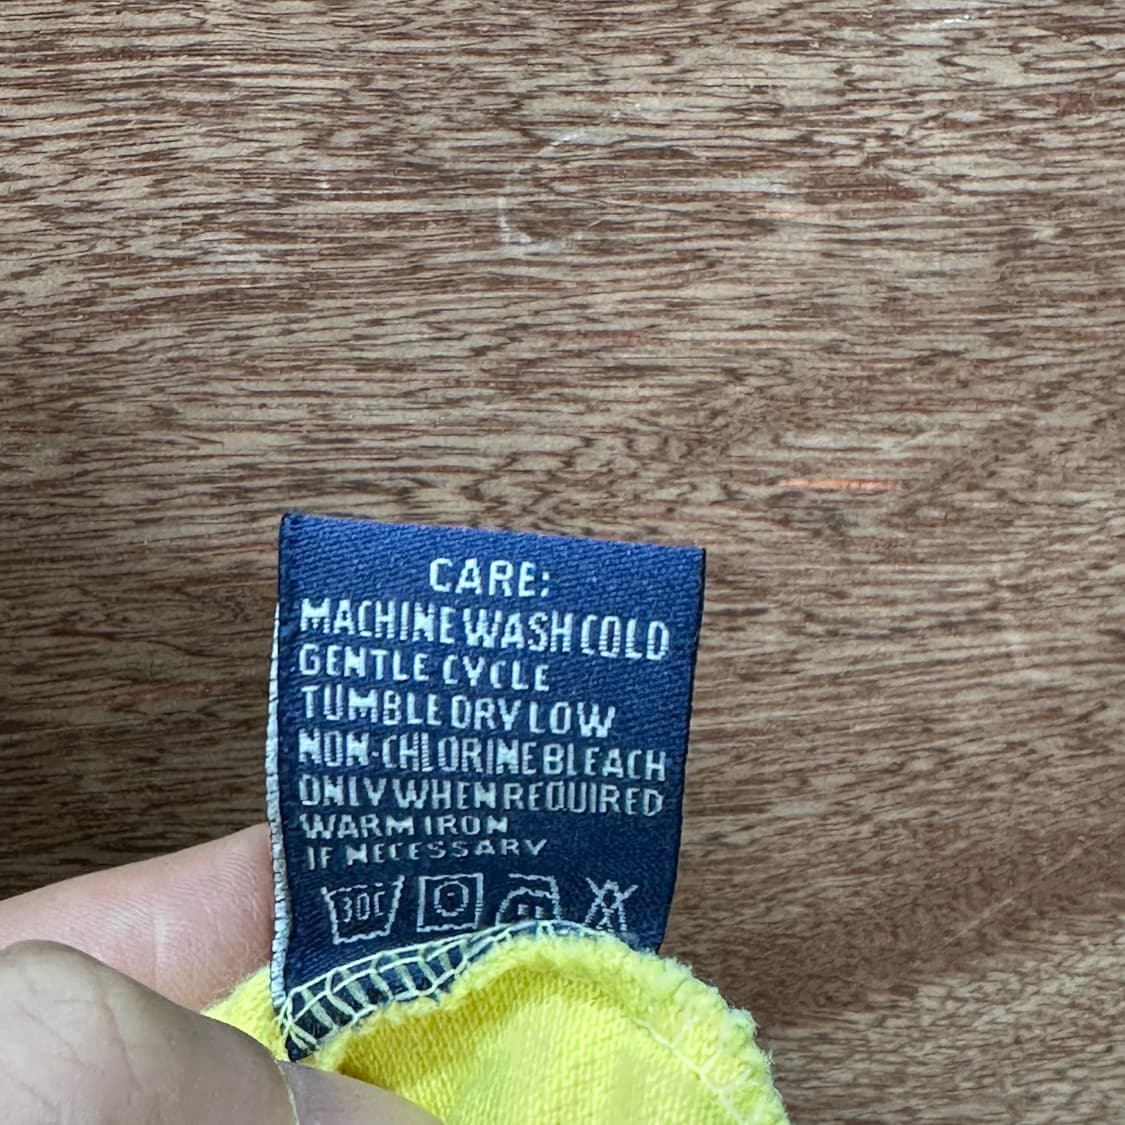 CARE:
MACHINE WASH COLD
GENTLE CYCLE
TUMBLE DRY LOW
NON-CHLORINE BLEACH
ONLY WHEN REQUIRED
WARM IRON
IF NECESSARY
30C